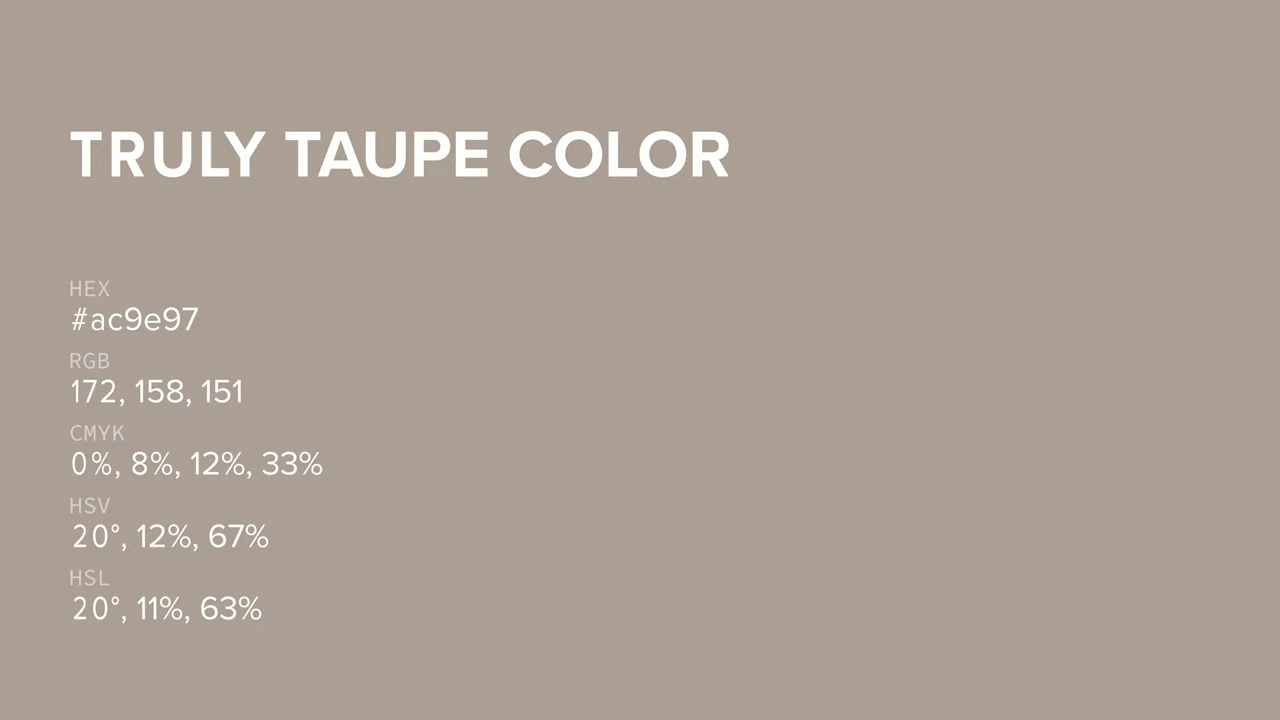 TRULY TAUPE COLOR
HEX
#ac9e97
RGB
172, 158, 151
CMYK
0%, 8%, 12%, 33%
HSV
20°, 12%, 67%
HSL
20°, 11%, 63%